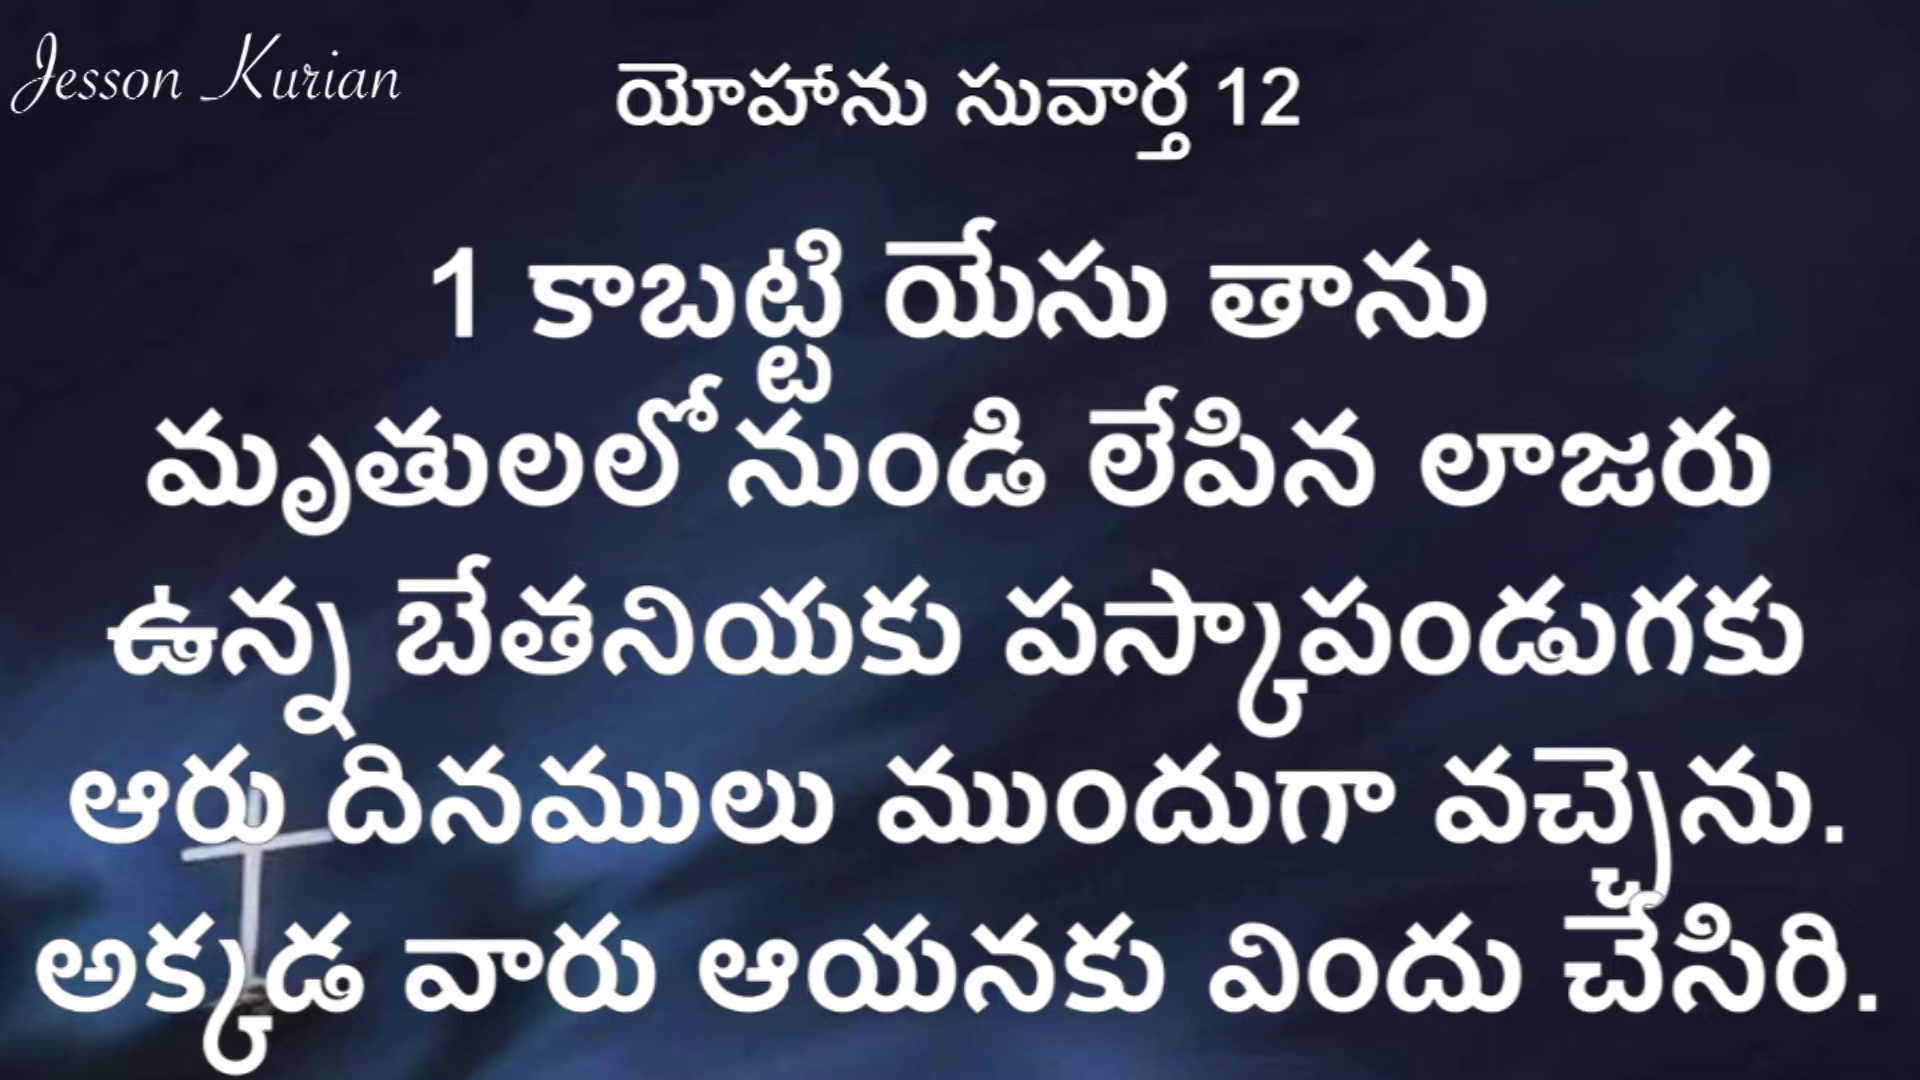 Jesson Kurian
యోహాను సువార్త 12
1 కాబట్టి యేసు తాను
మృతులలోనుండి లేపిన లాజరు
ఉన్న బేతనియకు పస్కాపండుగకు
ఆరు దినములు ముందుగా వచ్చెను.
అక్కడ వారు ఆయనకు విందు చేసిరి.